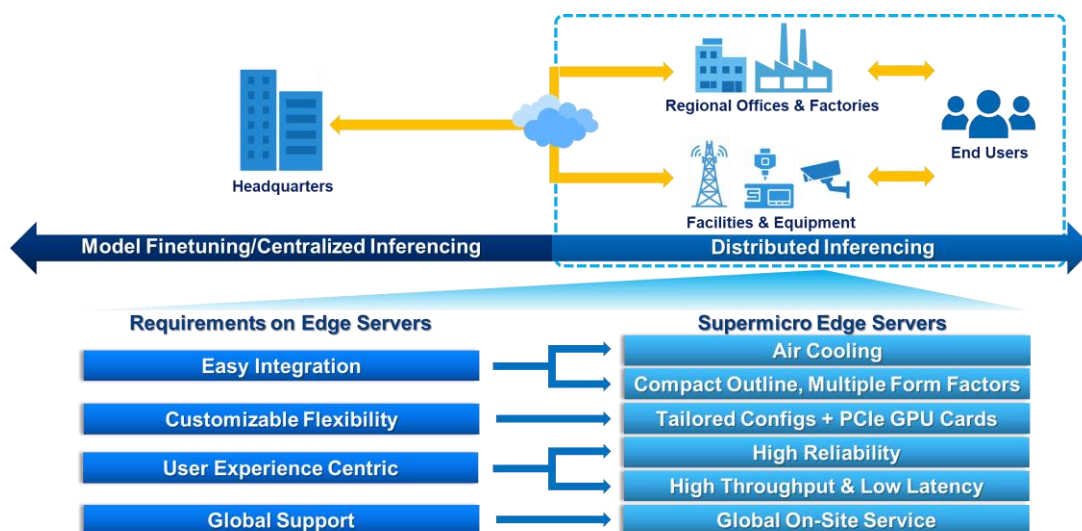 Regional Offices & Factories
End Users
Headquarters
Facilities & Equipment
Model Finetuning/Centralized Inferencing
Distributed Inferencing
Requirements on Edge Servers
Supermicro Edge Servers
Easy Integration
Air Cooling
Compact Outline, Multiple Form Factors
Customizable Flexibility
Tailored Configs + PCIe GPU Cards
User Experience Centric
High Reliability
High Throughput & Low Latency
Global Support
Global On-Site Service